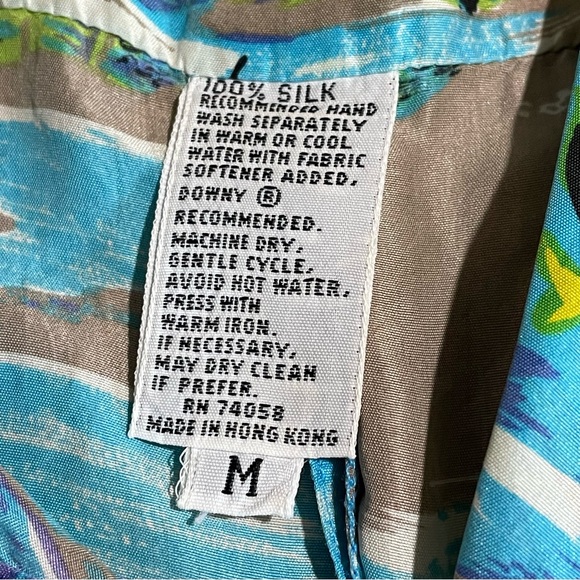 100% SILK
RECOMMENDED HAND
WASH SEPARATELY
IN WARM OR COOL
WATER WITH FABRIC
SOFTENER ADDED,
DOWNY ®
RECOMMENDED.
MACHINE DRY,
GENTLE CYCLE,
AVOID HOT WATER,
PRESS WITH
WARM IRON.
IF NECESSARY,
MAY DRY CLEAN
IF PREFER.
RN 74058
MADE IN HONG KONG
M